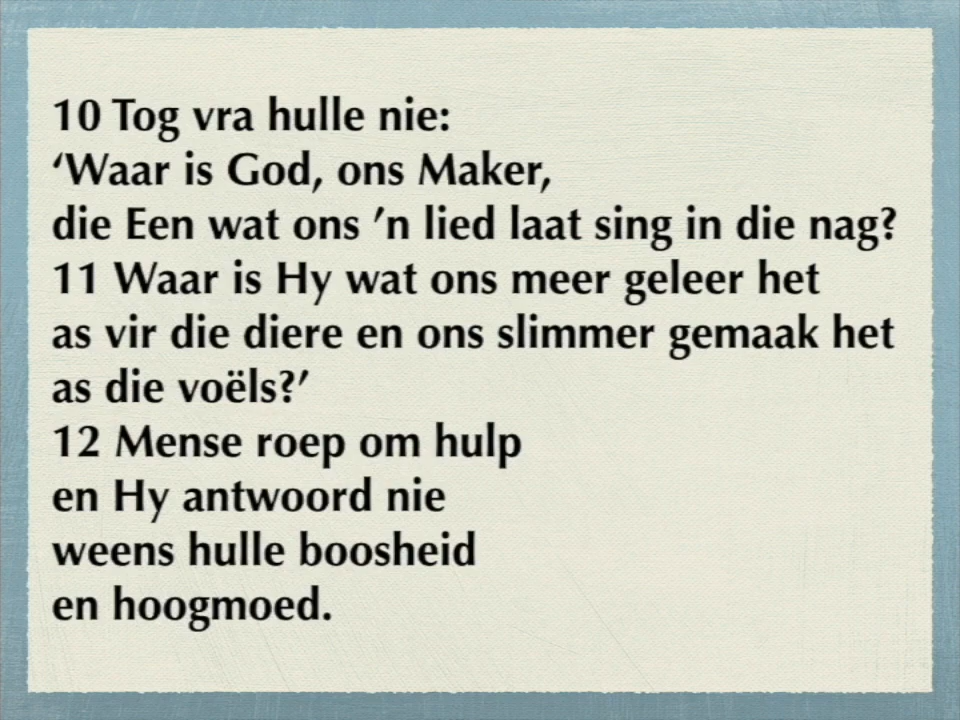 10 Tog vra hulle nie:
‘Waar is God, ons Maker,
die Een wat ons ’n lied laat sing in die nag?
11 Waar is Hy wat ons meer geleer het
as vir die diere en ons slimmer gemaak het
as die voëls?’
12 Mense roep om hulp
en Hy antwoord nie
weens hulle boosheid
en hoogmoed.